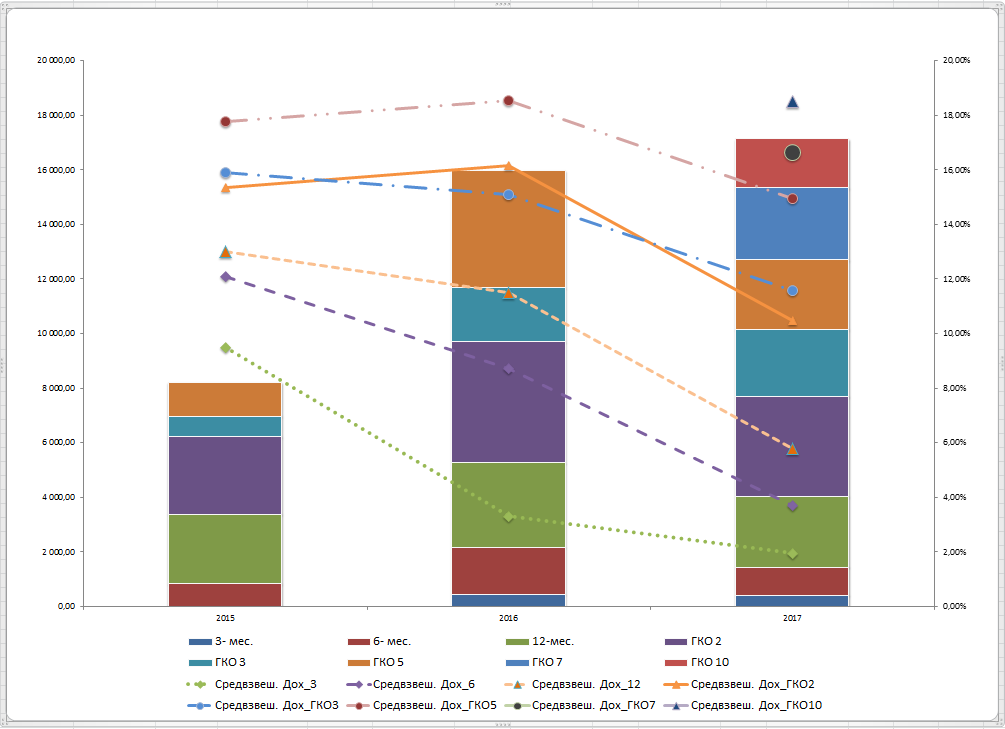 20 000,00 20,00%
18 000,00 18,00%
16 000,00 16,00%
14 000,00 14,00%
12 000,00 12,00%
10 000,00 10,00%
8 000,00 8,00%
6 000,00 6,00%
4 000,00 4,00%
2 000,00 2,00%
0,00 0,00%
2015 2016 2017
3- мес. 6- мес. 12-мес. ГКО 2
ГКО 3 ГКО 5 ГКО 7 ГКО 10
Средвзвеш. Дох_3 Средвзвеш. Дох_6 Средвзвеш. Дох_12 Средвзвеш. Дох_ГКО2
Средвзвеш. Дох_ГКО3 Средвзвеш. Дох_ГКО5 Средвзвеш. Дох_ГКО7 Средвзвеш. Дох_ГКО10